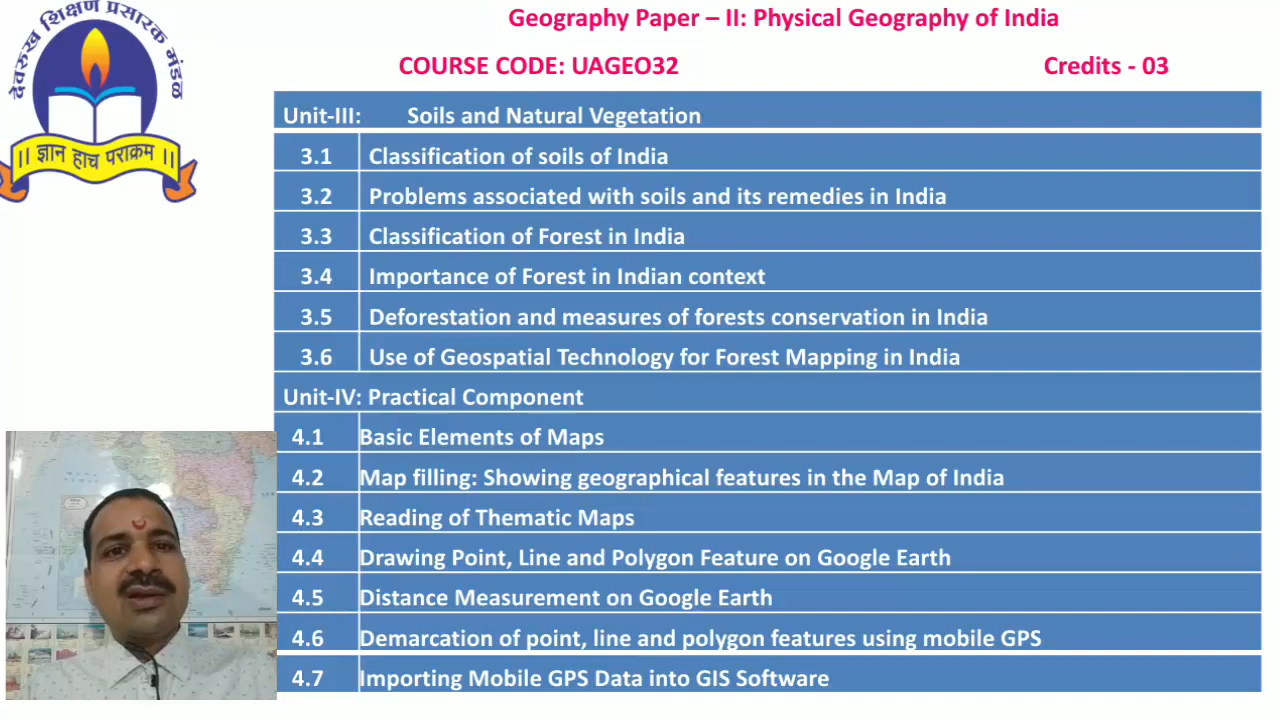 देवरुख शिक्षण प्रसारक मंडळ
|| ज्ञान हाच पराक्रम ||
Geography Paper – II: Physical Geography of India
COURSE CODE: UAGEO32 Credits - 03
Unit-III: Soils and Natural Vegetation
3.1 Classification of soils of India
3.2 Problems associated with soils and its remedies in India
3.3 Classification of Forest in India
3.4 Importance of Forest in Indian context
3.5 Deforestation and measures of forests conservation in India
3.6 Use of Geospatial Technology for Forest Mapping in India
Unit-IV: Practical Component
4.1 Basic Elements of Maps
4.2 Map filling: Showing geographical features in the Map of India
4.3 Reading of Thematic Maps
4.4 Drawing Point, Line and Polygon Feature on Google Earth
4.5 Distance Measurement on Google Earth
4.6 Demarcation of point, line and polygon features using mobile GPS
4.7 Importing Mobile GPS Data into GIS Software